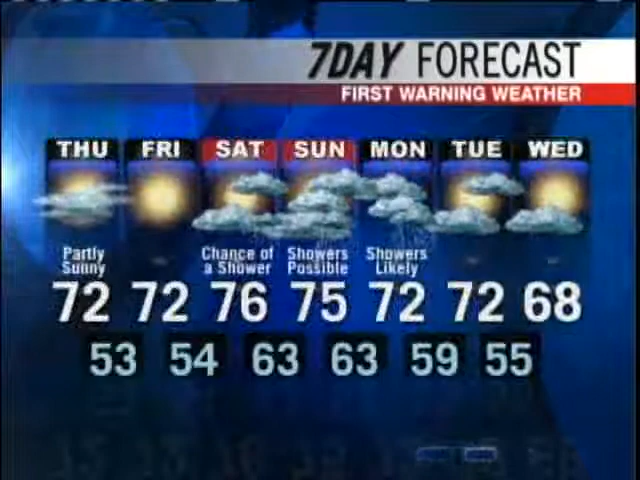 7DAY FORECAST
FIRST WARNING WEATHER
THU FRI SAT SUN MON TUE WED
Partly Sunny
Chance of a Shower
Showers Possible
Showers Likely
72 72 76 75 72 72 68
53 54 63 63 59 55